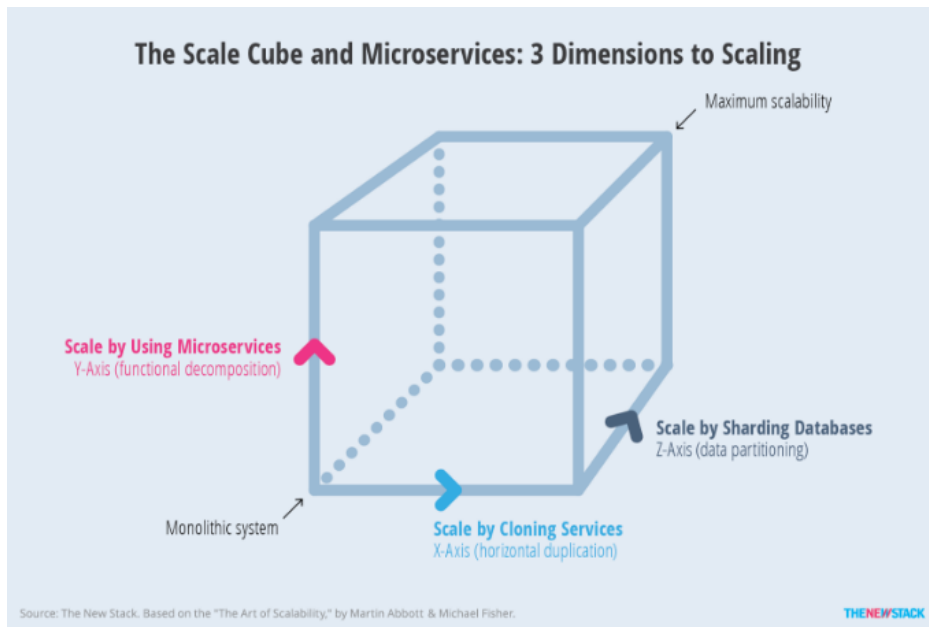 The Scale Cube and Microservices: 3 Dimensions to Scaling
Maximum scalability
Scale by Using Microservices
Y-Axis (functional decomposition)
Scale by Sharding Databases
Z-Axis (data partitioning)
Monolithic system
Scale by Cloning Services
X-Axis (horizontal duplication)
Source: The New Stack. Based on the "The Art of Scalability," by Martin Abbott & Michael Fisher.
THENEWSTACK